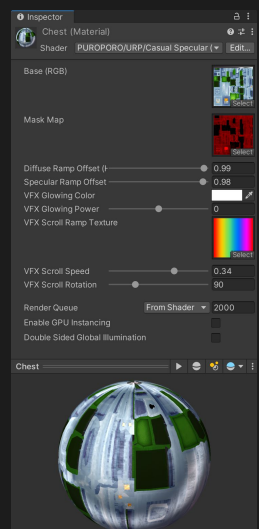 Inspector
Chest (Material)
Shader PUROPORO/URP/Casual Specular ( Edit...
Base (RGB)
Select
Mask Map
Select
Diffuse Ramp Offset (H 0.99
Specular Ramp Offset 0.98
VFX Glowing Color
VFX Glowing Power 0
VFX Scroll Ramp Texture
Select
VFX Scroll Speed 0.34
VFX Scroll Rotation 90
Render Queue From Shader 2000
Enable GPU Instancing
Double Sided Global Illumination
Chest